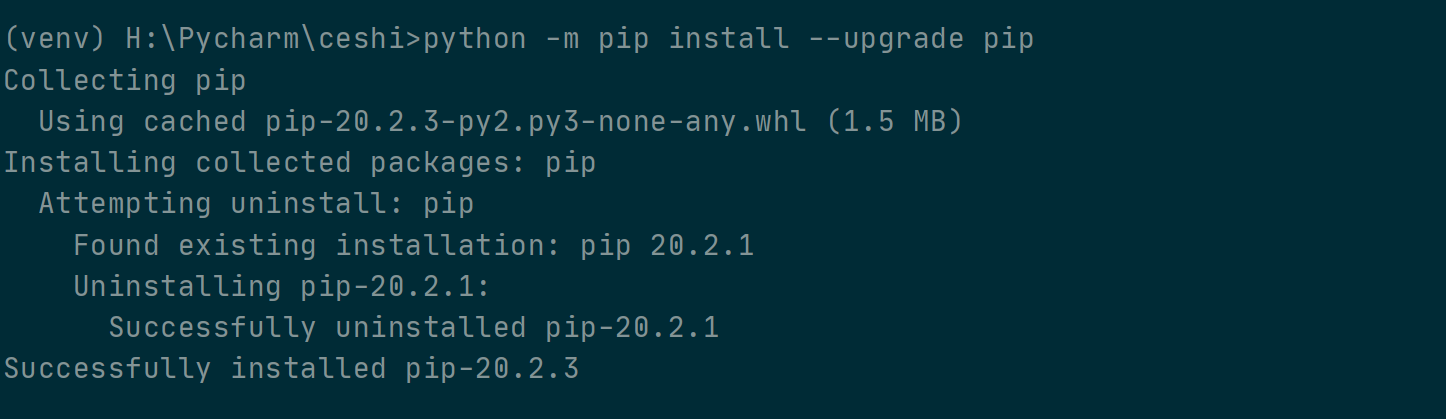 (venv) H:\Pycharm\ceshi>python -m pip install --upgrade pip
Collecting pip
  Using cached pip-20.2.3-py2.py3-none-any.whl (1.5 MB)
Installing collected packages: pip
  Attempting uninstall: pip
    Found existing installation: pip 20.2.1
    Uninstalling pip-20.2.1:
      Successfully uninstalled pip-20.2.1
Successfully installed pip-20.2.3